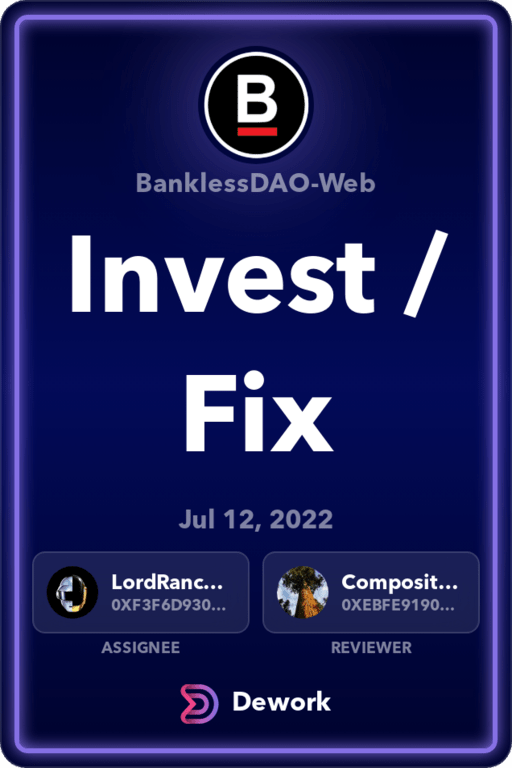 B
BanklessDAO-Web
Invest /
Fix
Jul 12, 2022
LordRanc...
0XF3F6D930...
ASSIGNEE
Composit...
0XEBFE9190...
REVIEWER
Dework